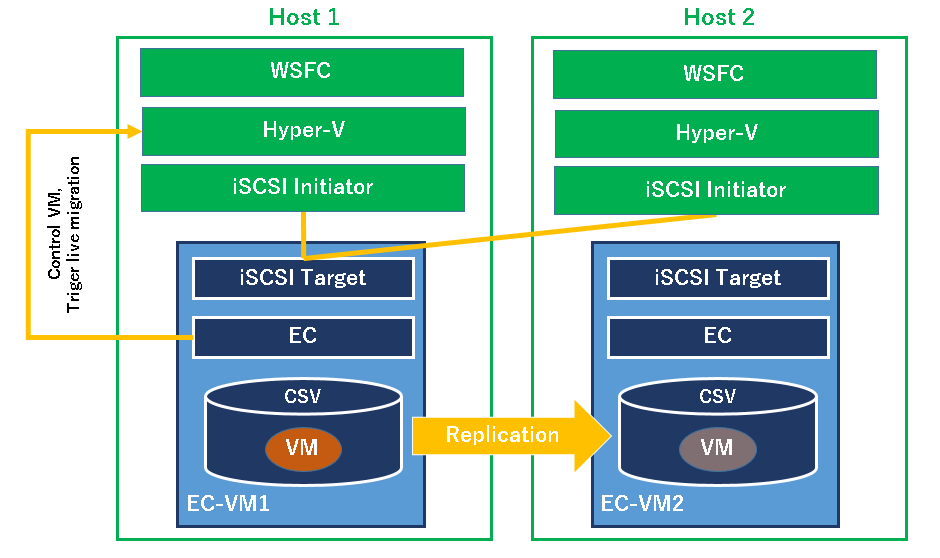 Host 1
WSFC
Hyper-V
iSCSI Initiator
Control VM,
Triger live migration
iSCSI Target
EC
CSV
VM
EC-VM1
Replication
Host 2
WSFC
Hyper-V
iSCSI Initiator
iSCSI Target
EC
CSV
VM
EC-VM2